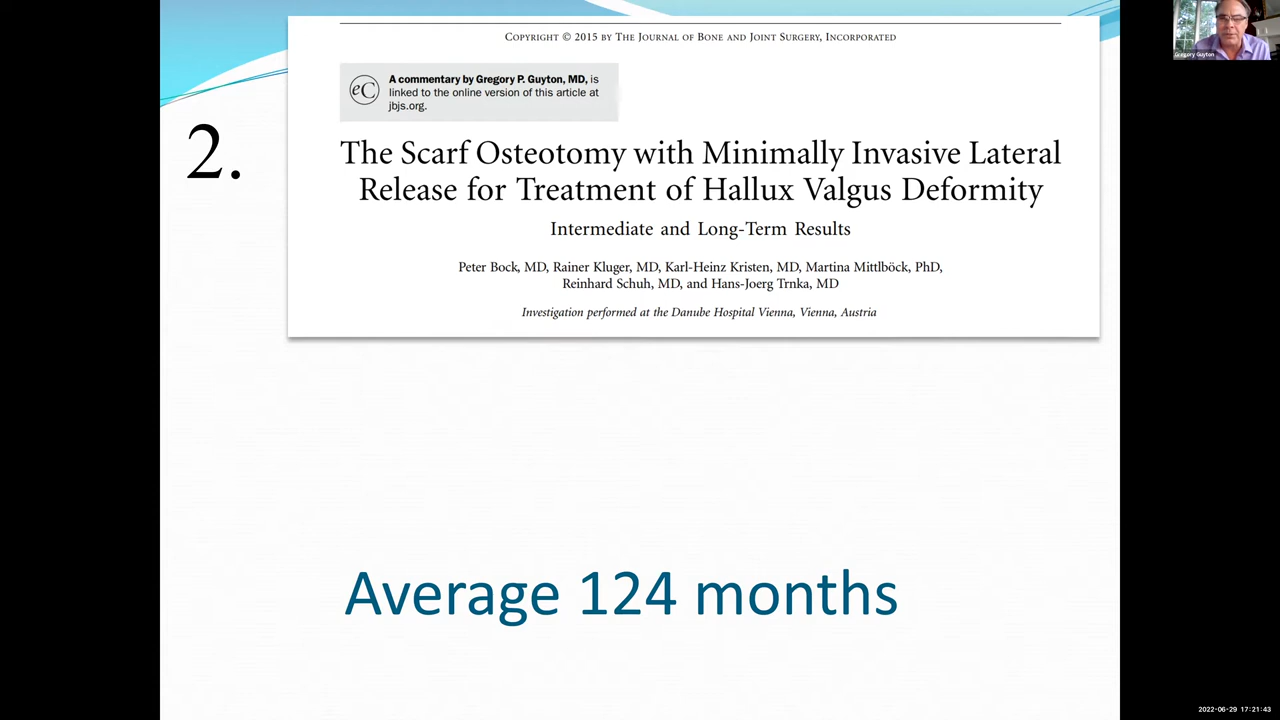 COPYRIGHT © 2015 BY THE JOURNAL OF BONE AND JOINT SURGERY, INCORPORATED
eC
A commentary by Gregory P. Guyton, MD, is
linked to the online version of this article at
jbjs.org.
2.
The Scarf Osteotomy with Minimally Invasive Lateral
Release for Treatment of Hallux Valgus Deformity
Intermediate and Long-Term Results
Peter Bock, MD, Rainer Kluger, MD, Karl-Heinz Kristen, MD, Martina Mittlböck, PhD,
Reinhard Schuh, MD, and Hans-Joerg Trnka, MD
Investigation performed at the Danube Hospital Vienna, Vienna, Austria
Average 124 months
Gregory Guyton
2022-06-29 17:21:43